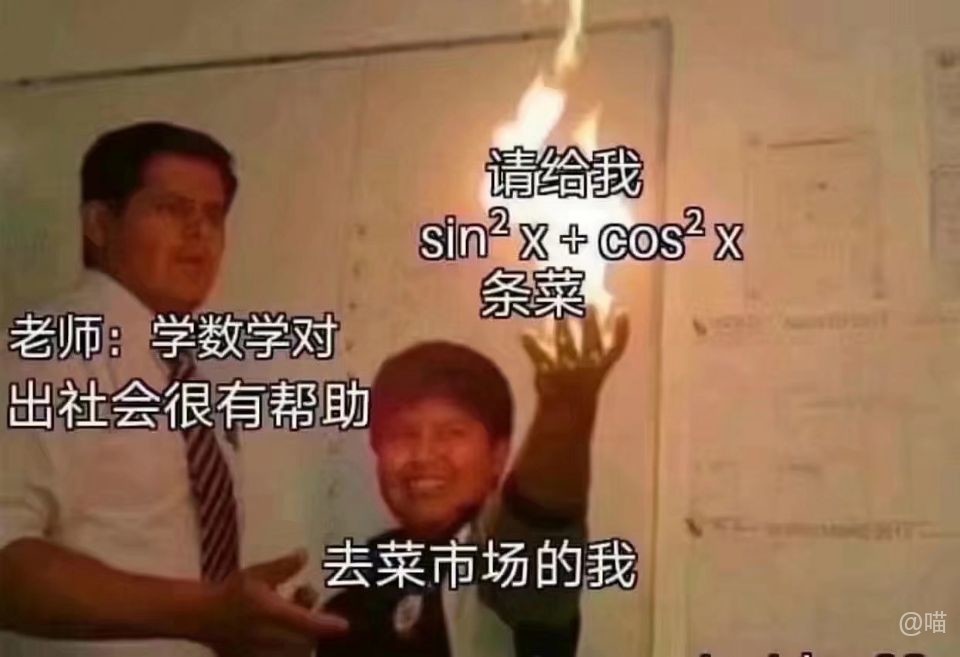 请给我
sin² x + cos² x
条菜
老师：学数学对
出社会很有帮助
去菜市场的我
@喵